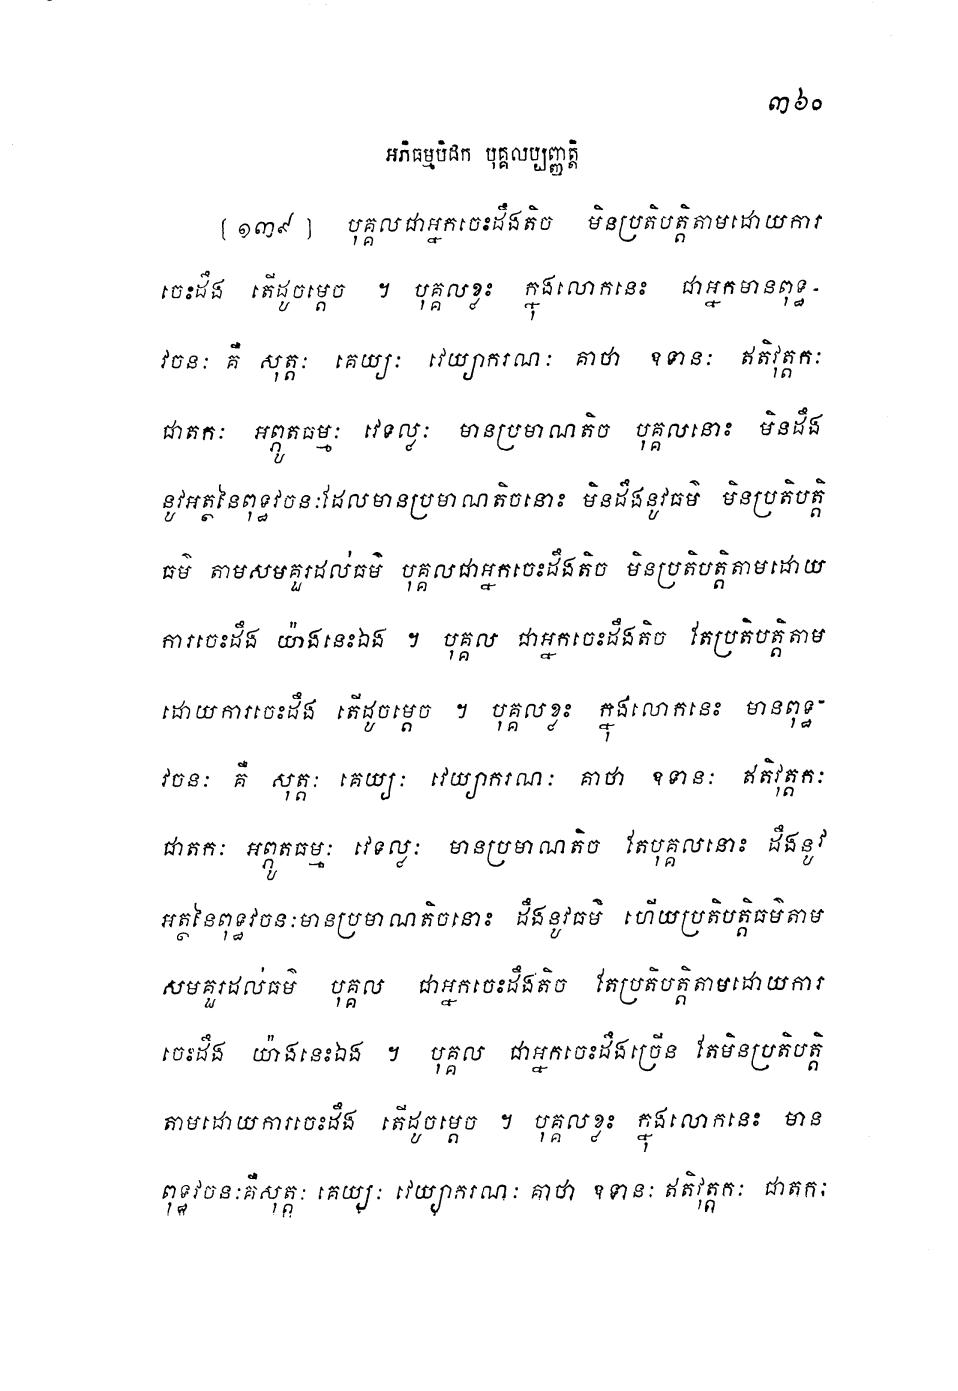 ៣៦០
អភិធម្មបិដក បុគ្គលប្បញ្ញត្តិ
[១៣៩] បុគ្គលជាអ្នកចេះដឹងតិច មិនប្រតិបត្តិតាមដោយការ
ចេះដឹង តើដូចម្តេច ។ បុគ្គលខ្លះ ក្នុងលោកនេះ ជាអ្នកមានពុទ្ធ-
វចនៈ គឺ សុត្តៈ គេយ្យៈ វេយ្យាករណៈ គាថា ឧទានៈ ឥតិវុត្តកៈ
ជាតកៈ អព្ភូតធម្មៈ វេទល្លៈ មានប្រមាណតិច បុគ្គលនោះ មិនដឹង
នូវអត្ថនៃពុទ្ធវចនៈដែលមានប្រមាណតិចនោះ មិនដឹងនូវធម៌ មិនប្រតិបត្តិ
ធម៌ តាមសមគួរដល់ធម៌ បុគ្គលជាអ្នកចេះដឹងតិច មិនប្រតិបត្តិតាមដោយ
ការចេះដឹង យ៉ាងនេះឯង ។ បុគ្គល ជាអ្នកចេះដឹងតិច តែប្រតិបត្តិតាម
ដោយការចេះដឹង តើដូចម្តេច ។ បុគ្គលខ្លះ ក្នុងលោកនេះ មានពុទ្ធ-
វចនៈ គឺ សុត្តៈ គេយ្យៈ វេយ្យាករណៈ គាថា ឧទានៈ ឥតិវុត្តកៈ
ជាតកៈ អព្ភូតធម្មៈ វេទល្លៈ មានប្រមាណតិច តែបុគ្គលនោះ ដឹងនូវ
អត្ថនៃពុទ្ធវចនៈមានប្រមាណតិចនោះ ដឹងនូវធម៌ ហើយប្រតិបត្តិធម៌តាម
សមគួរដល់ធម៌ បុគ្គល ជាអ្នកចេះដឹងតិច តែប្រតិបត្តិតាមដោយការ
ចេះដឹង យ៉ាងនេះឯង ។ បុគ្គល ជាអ្នកចេះដឹងច្រើន តែមិនប្រតិបត្តិ
តាមដោយការចេះដឹង តើដូចម្តេច ។ បុគ្គលខ្លះ ក្នុងលោកនេះ មាន
ពុទ្ធវចនៈគឺសុត្តៈ គេយ្យៈ វេយ្យាករណៈ គាថា ឧទានៈ ឥតិវុត្តកៈ ជាតកៈ